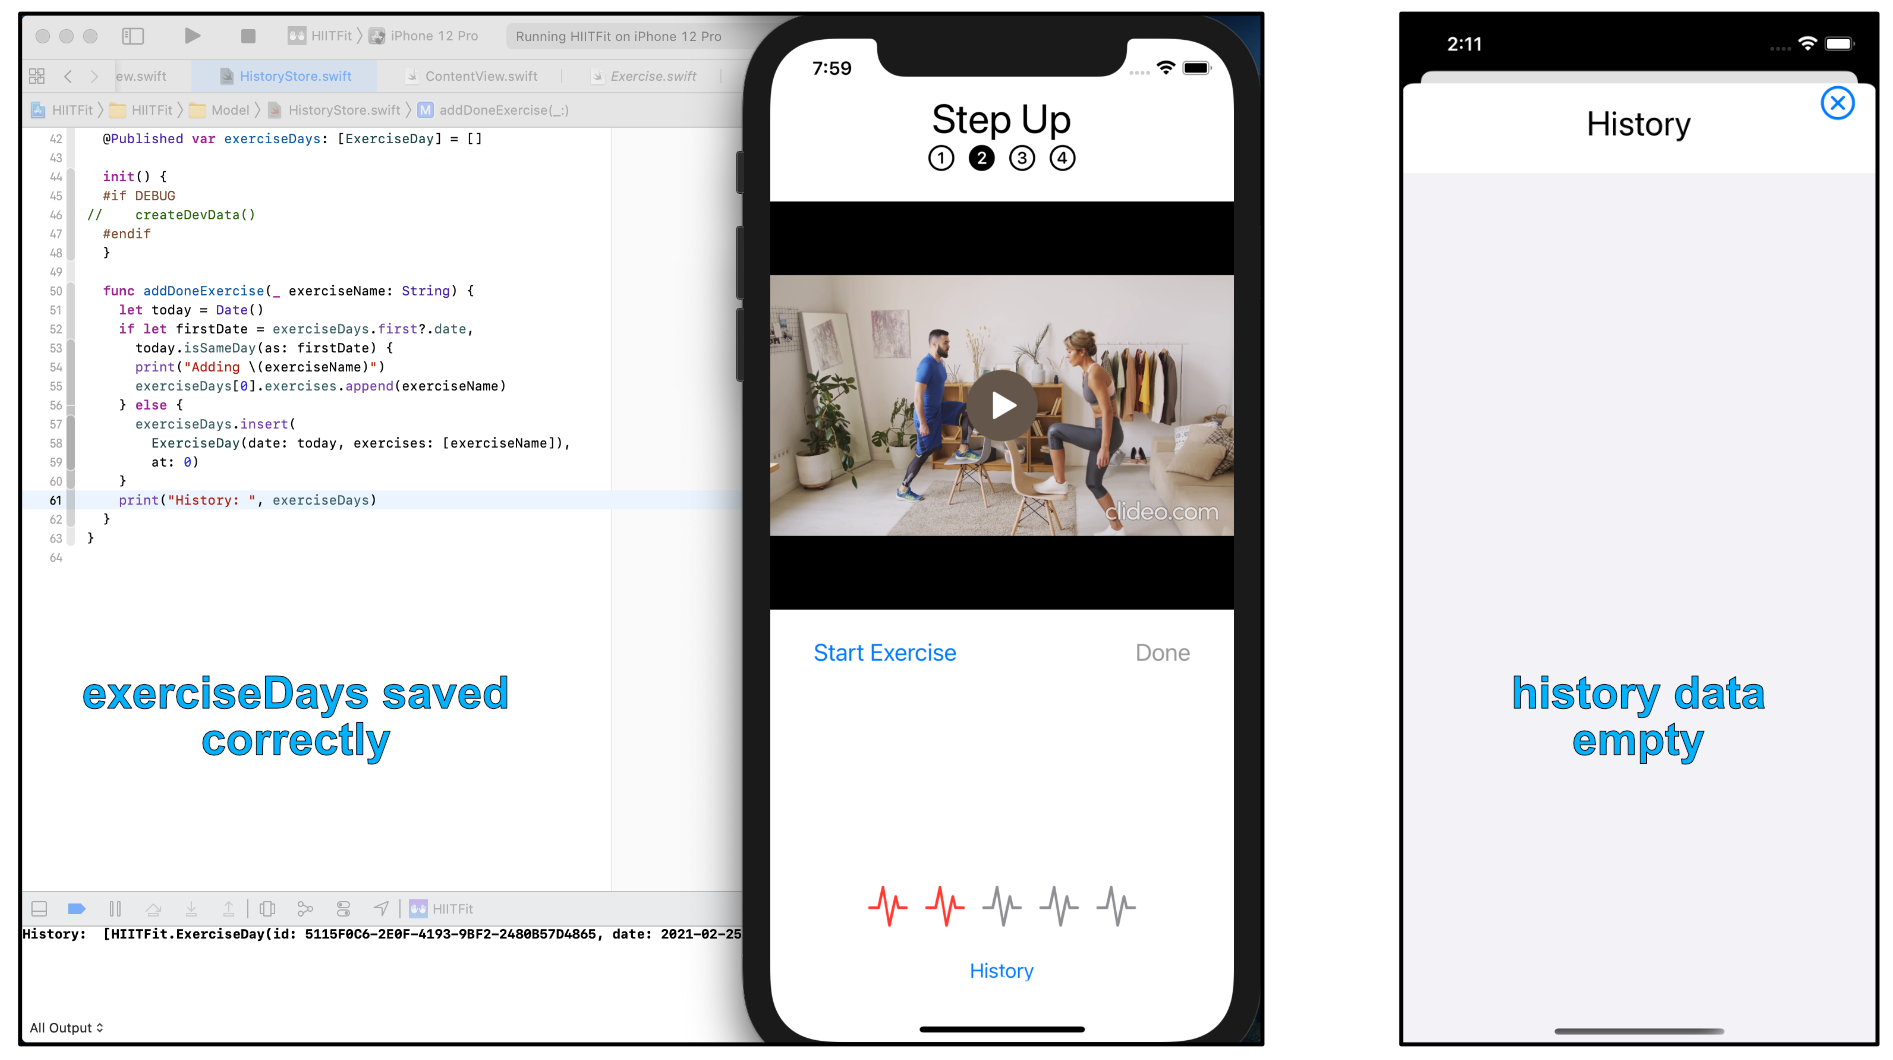 HIITFit 〉 iPhone 12 Pro
Running HIITFit on iPhone 12 Pro
ew.swift
HistoryStore.swift
ContentView.swift
Exercise.swift
HIITFit 〉 HIITFit 〉 Model 〉 HistoryStore.swift 〉 M addDoneExercise(_:)
42 @Published var exerciseDays: [ExerciseDay] = []
43
44 init() {
45 #if DEBUG
46 // createDevData()
47 #endif
48 }
49
50 func addDoneExercise(_ exerciseName: String) {
51 let today = Date()
52 if let firstDate = exerciseDays.first?.date,
53 today.isSameDay(as: firstDate) {
54 print("Adding \(exerciseName)")
55 exerciseDays[0].exercises.append(exerciseName)
56 } else {
57 exerciseDays.insert(
58 ExerciseDay(date: today, exercises: [exerciseName]),
59 at: 0)
60 }
61 print("History: ", exerciseDays)
62 }
63 }
64
exerciseDays saved
correctly
HIITFit
History:  [HIITFit.ExerciseDay(id: 5115F0C6-2E0F-4193-9BF2-2480B57D4865, date: 2021-02-25
All Output
7:59
Step Up
1 2 3 4
clideo.com
Start Exercise
Done
History
2:11
History
history data
empty